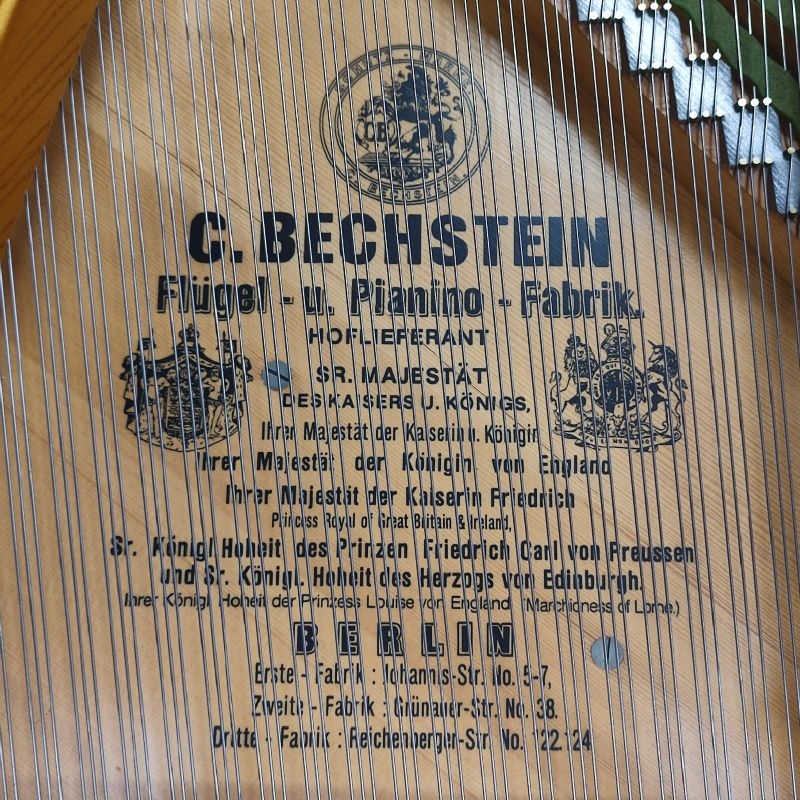 C. BECHSTEIN.
C. BECHSTEIN
Flügel - u. Pianino - Fabrik.
HOFLIEFERANT
SR. MAJESTÄT
DES KAISERS U. KÖNIGS,
Ihrer Majestät der Kaiserin u. Königin
Ihrer Majestät der Königin von England
Ihrer Majestät der Kaiserin Friedrich
Princess Royal of Great Britain & Ireland,
Sr. Königl. Hoheit des Prinzen Friedrich Carl von Preussen
und Sr. Königl. Hoheit des Herzogs von Edinburgh.
Ihrer Königl. Hoheit der Prinzess Louise von England (Marchioness of Lorne.)
BERLIN
Erste - Fabrik : Johannis-Str. No. 5-7,
Zweite - Fabrik : Grünauer-Str. No. 38.
Dritte - Fabrik : Reichenberger-Str. No. 122.124